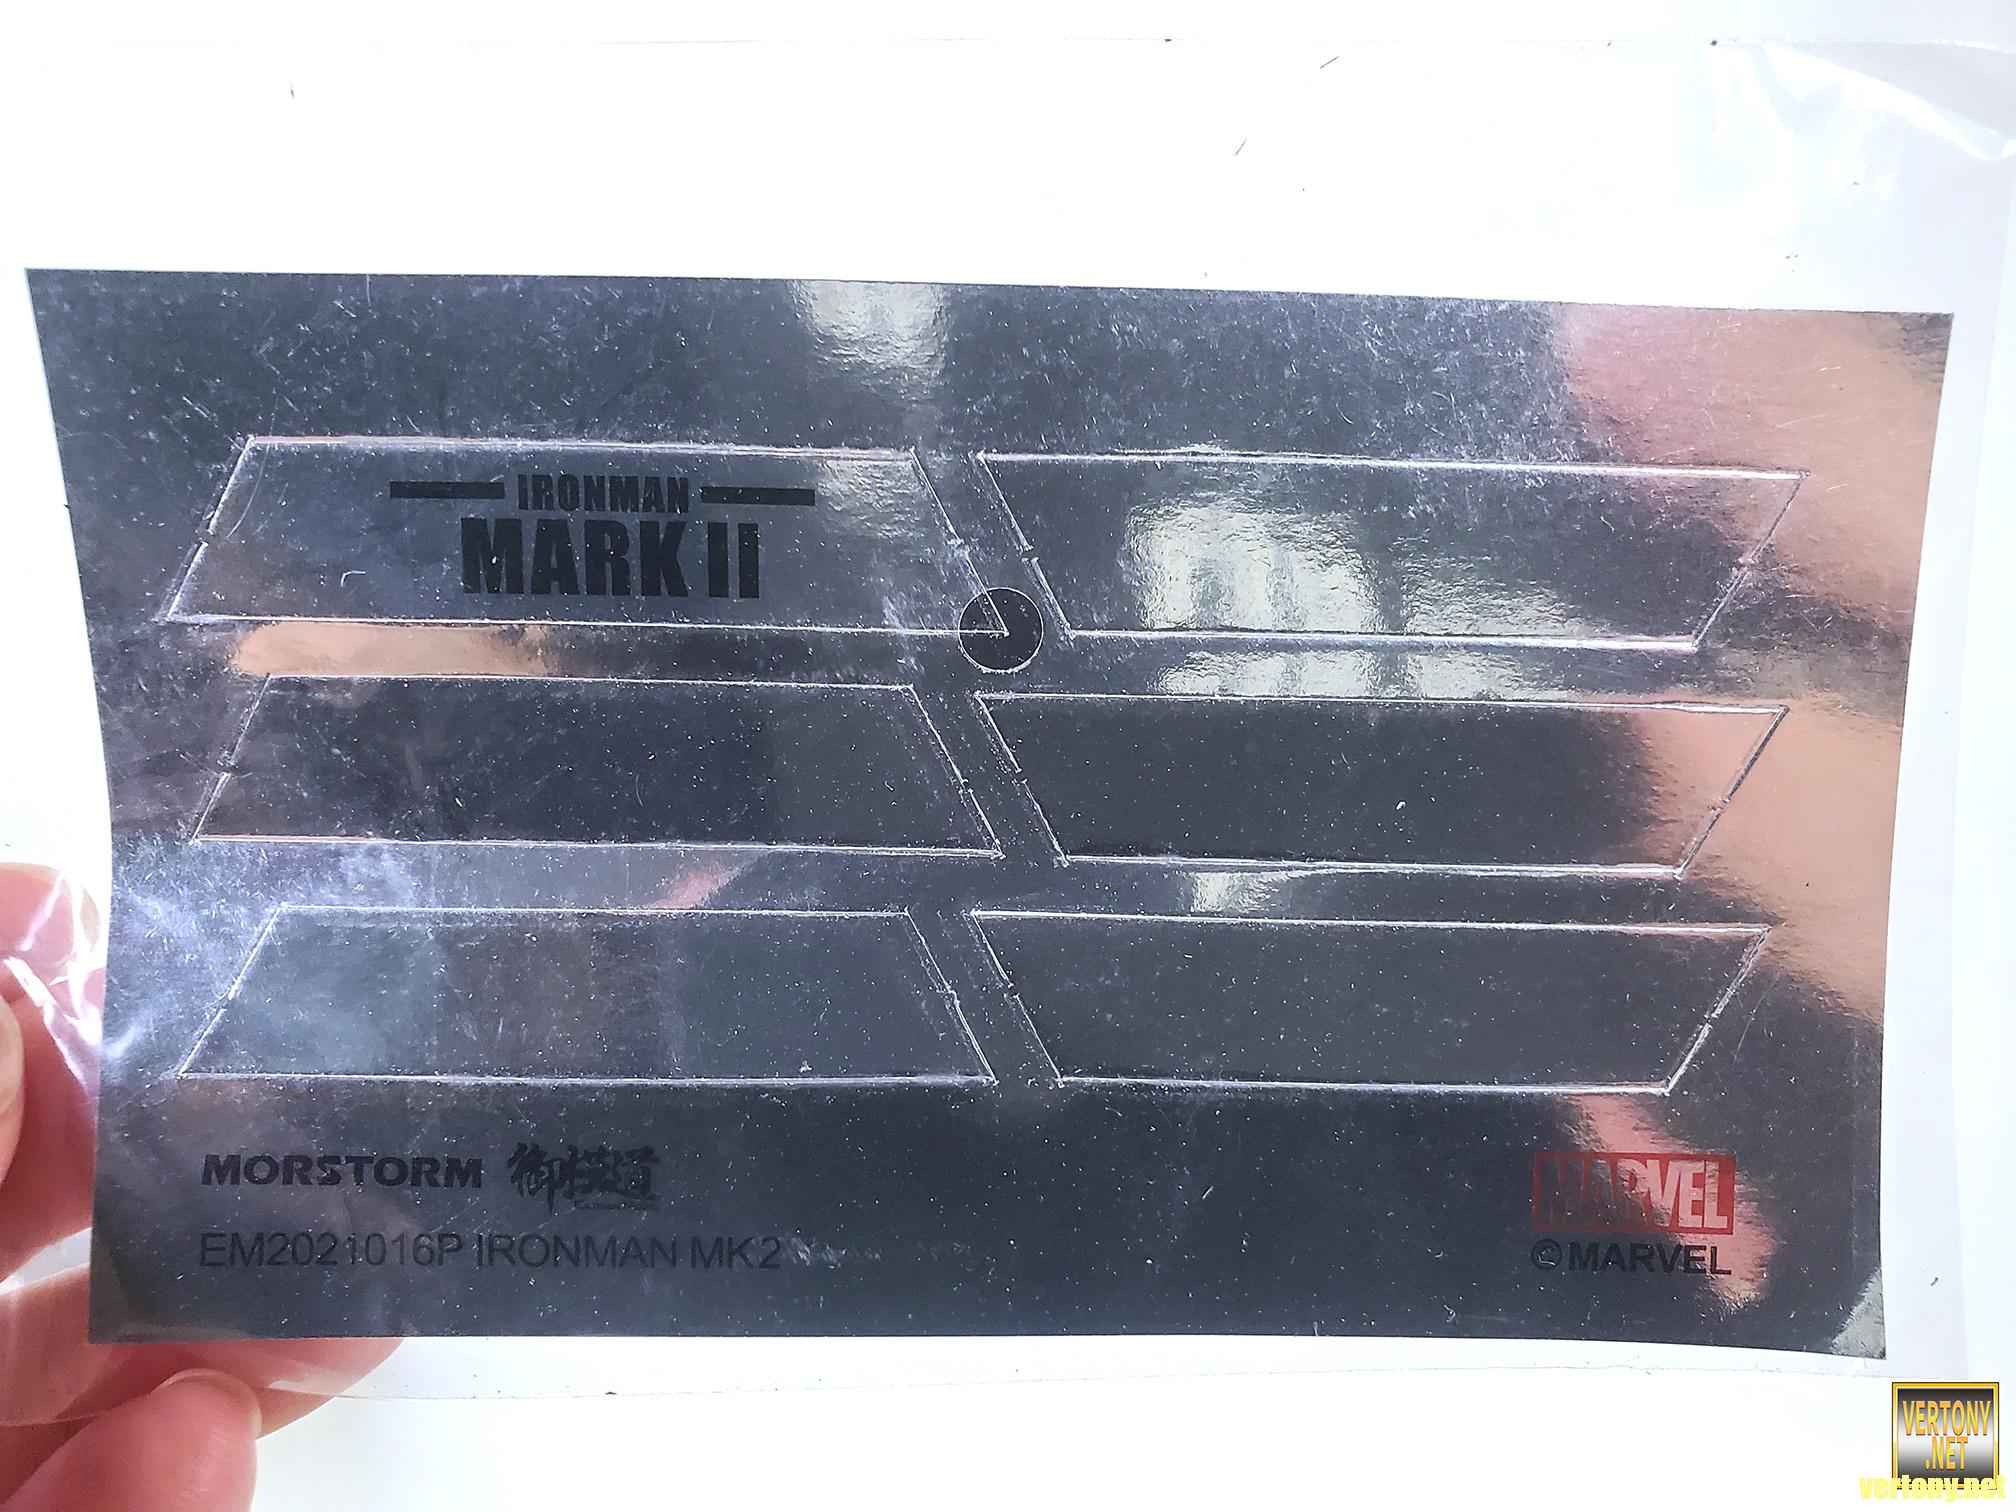 IRONMAN
MARK II
MORSTORM 御模道
EM2021016P IRONMAN MK2
MARVEL
©MARVEL
VERTONY
.NET
vertony.net